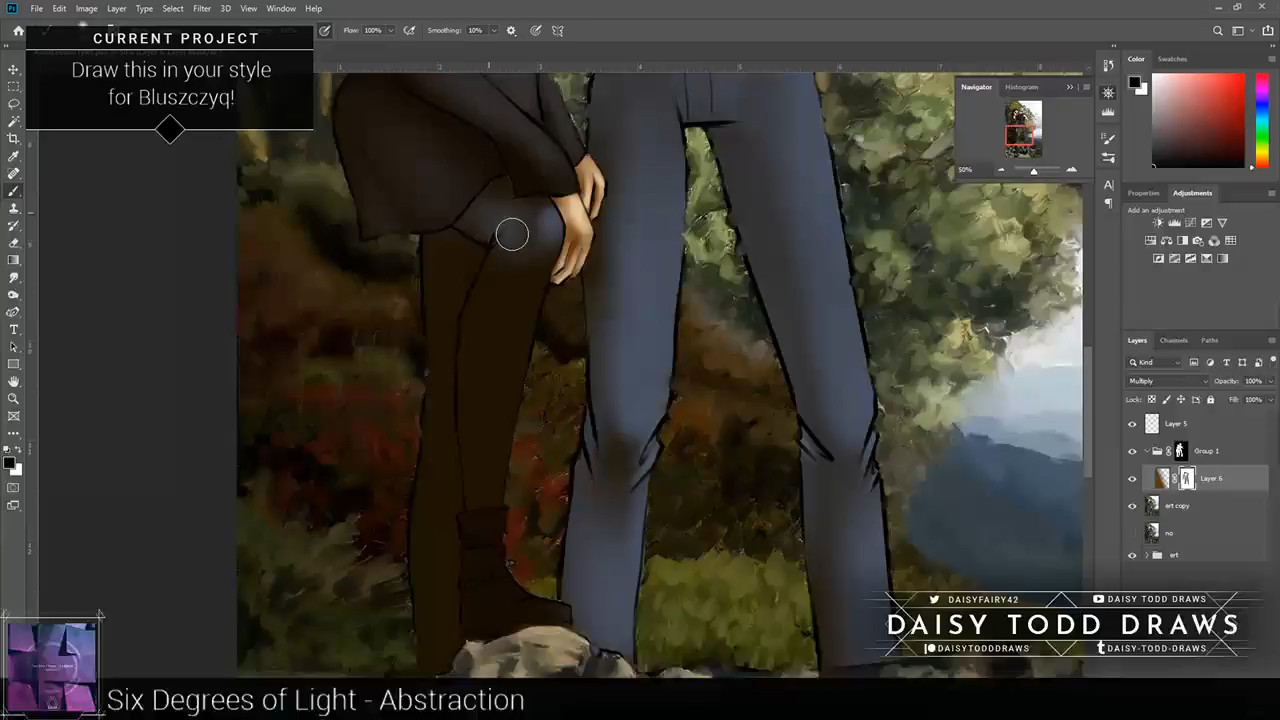 File Edit Image Layer Type Select Filter 3D View Window Help
Flow: 100% Smoothing: 10%
CURRENT PROJECT
Draw this in your style
for Bluszczyq!
Navigator Histogram
50%
Color Swatches
Properties Adjustments
Add an adjustment
Layers Channels Paths
Kind
Multiply Opacity: 100%
Lock: Fill: 100%
Layer 5
Group 1
Layer 6
ert copy
no
ert
DAISYFAIRY42 DAISY TODD DRAWS
DAISY TODD DRAWS
DAISYTODDDRAWS DAISY-TODD-DRAWS
Six Degrees of Light - Abstraction